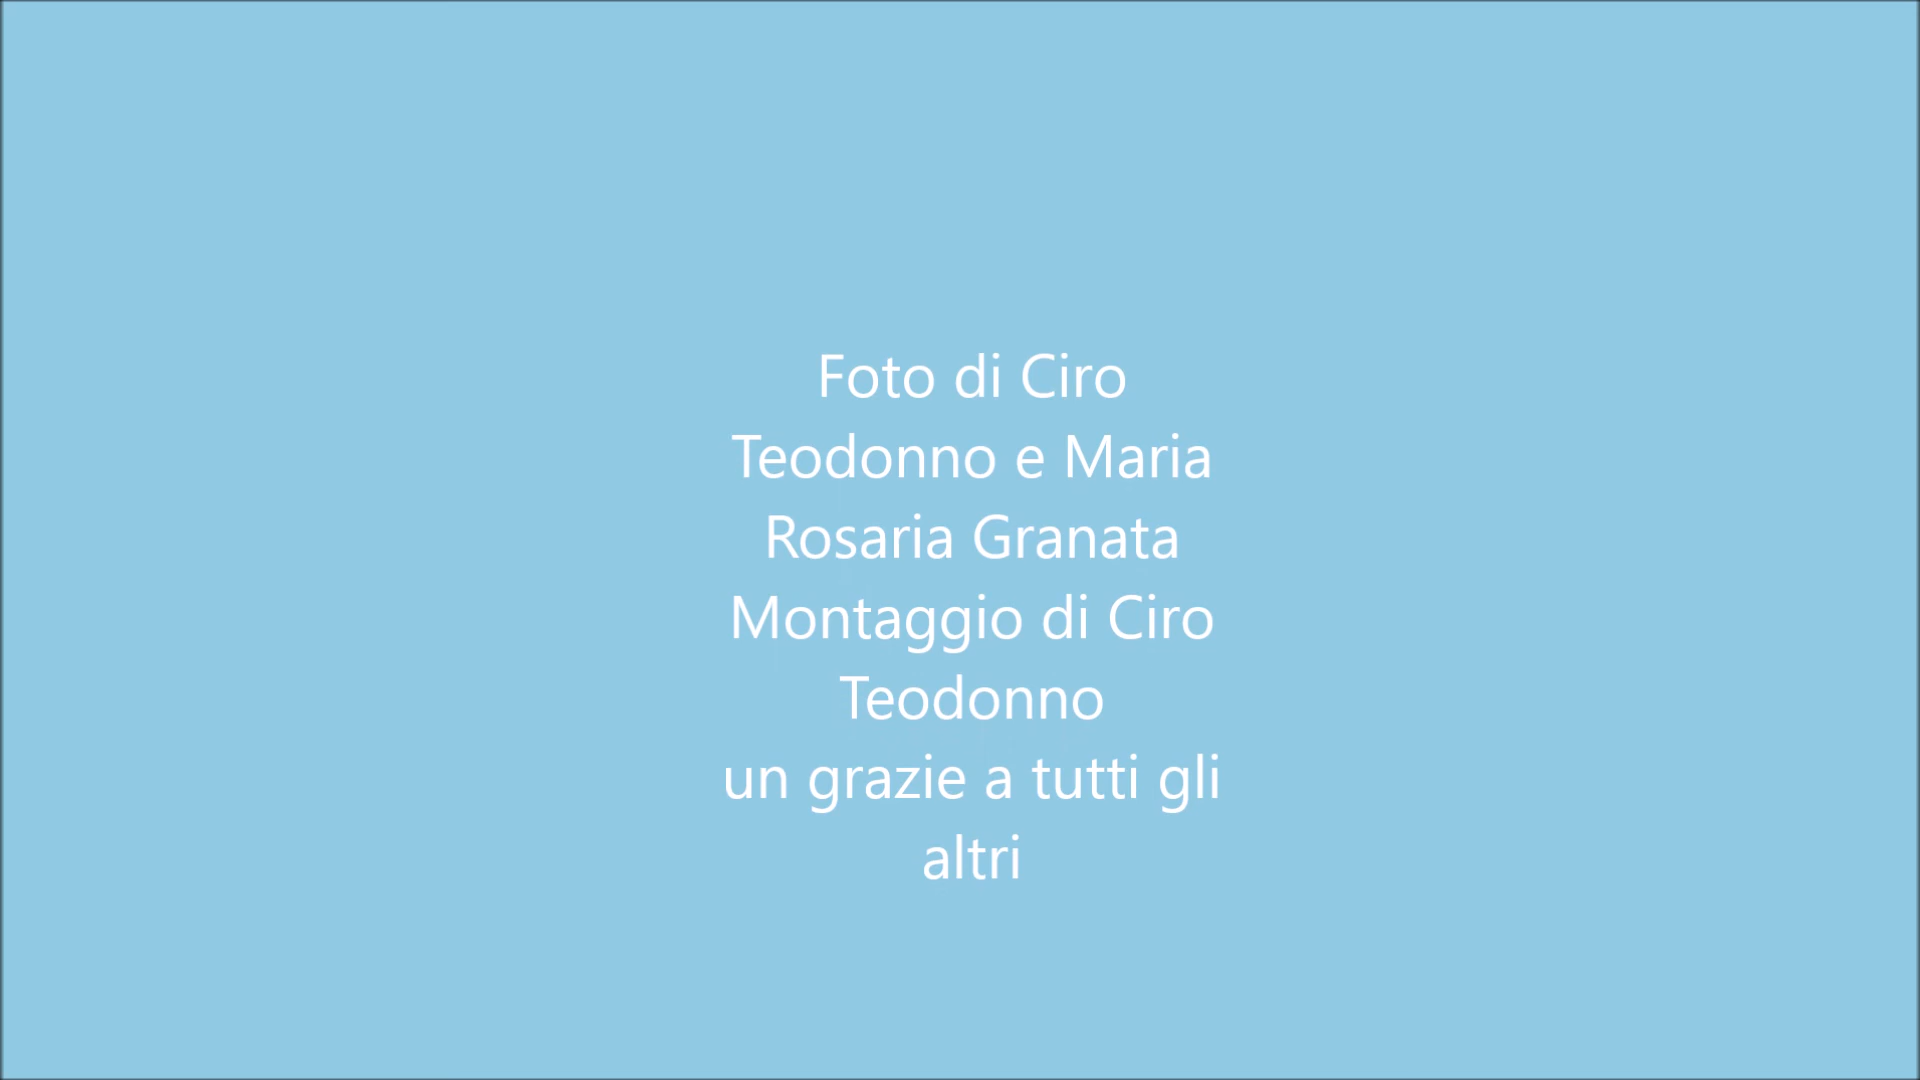 Foto di Ciro
Teodonno e Maria
Rosaria Granata
Montaggio di Ciro
Teodonno
un grazie a tutti gli
altri